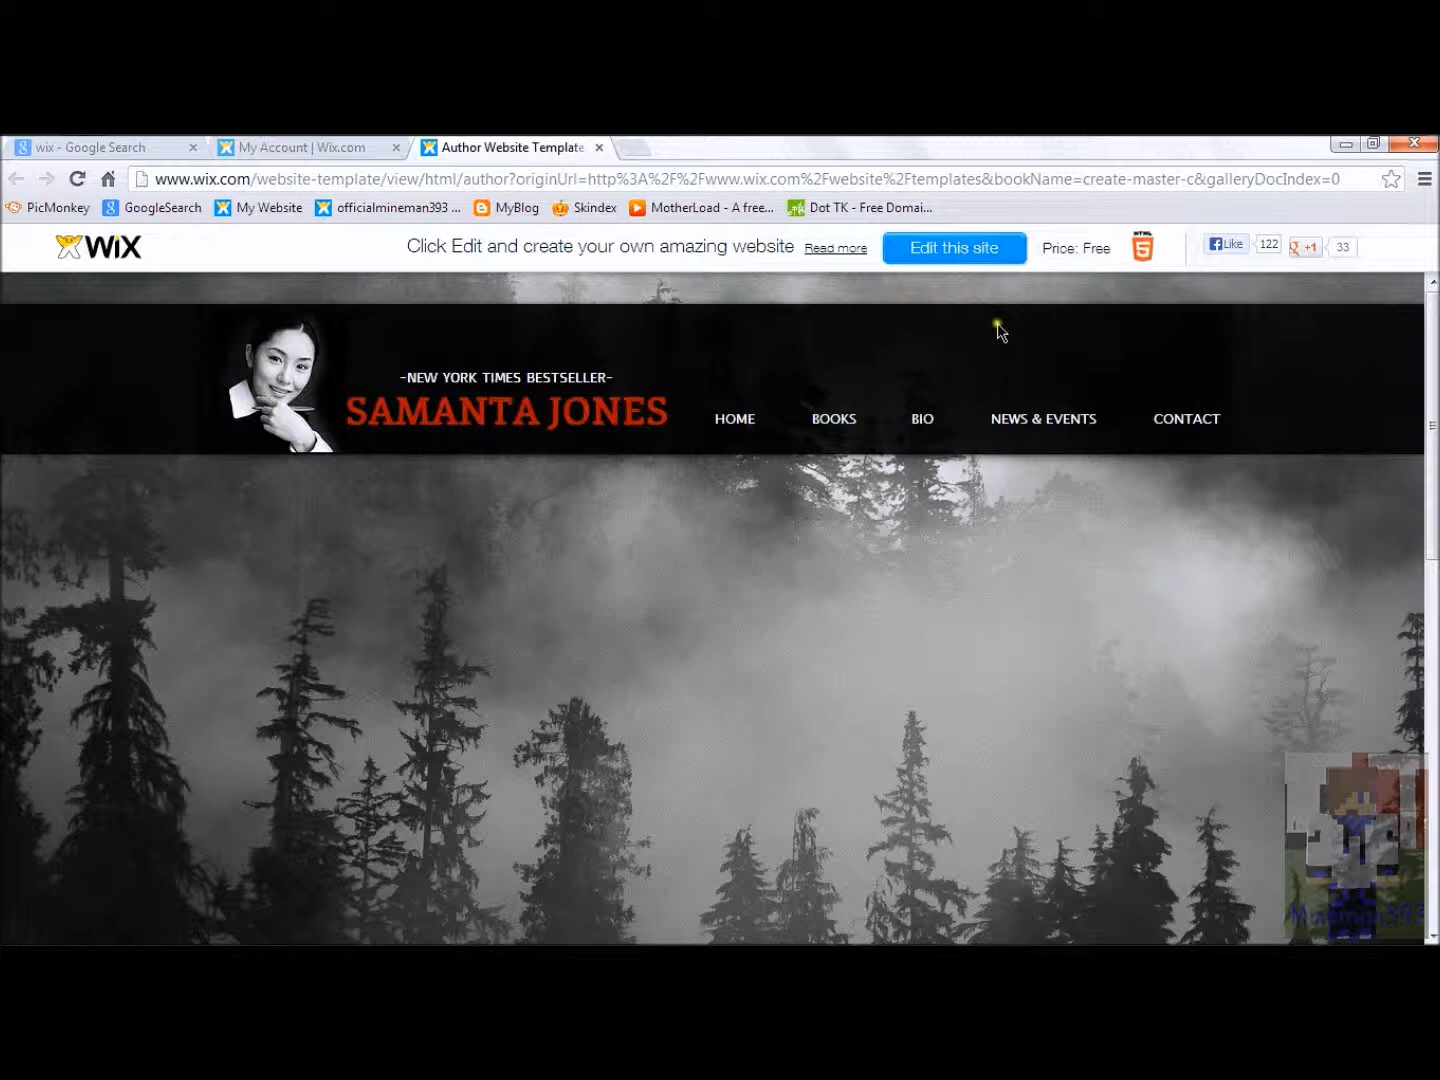 wix - Google Search
My Account | Wix.com
Author Website Template
www.wix.com/website-template/view/html/author?originUrl=http%3A%2F%2Fwww.wix.com%2Fwebsite%2Ftemplates&bookName=create-master-c&galleryDocIndex=0
PicMonkey
GoogleSearch
My Website
officialmineman393 ...
MyBlog
Skindex
MotherLoad - A free...
Dot TK - Free Domai...
WiX
Click Edit and create your own amazing website
Read more
Edit this site
Price: Free
HTML
5
Like
122
+1
33
-NEW YORK TIMES BESTSELLER-
SAMANTA JONES
HOME
BOOKS
BIO
NEWS & EVENTS
CONTACT